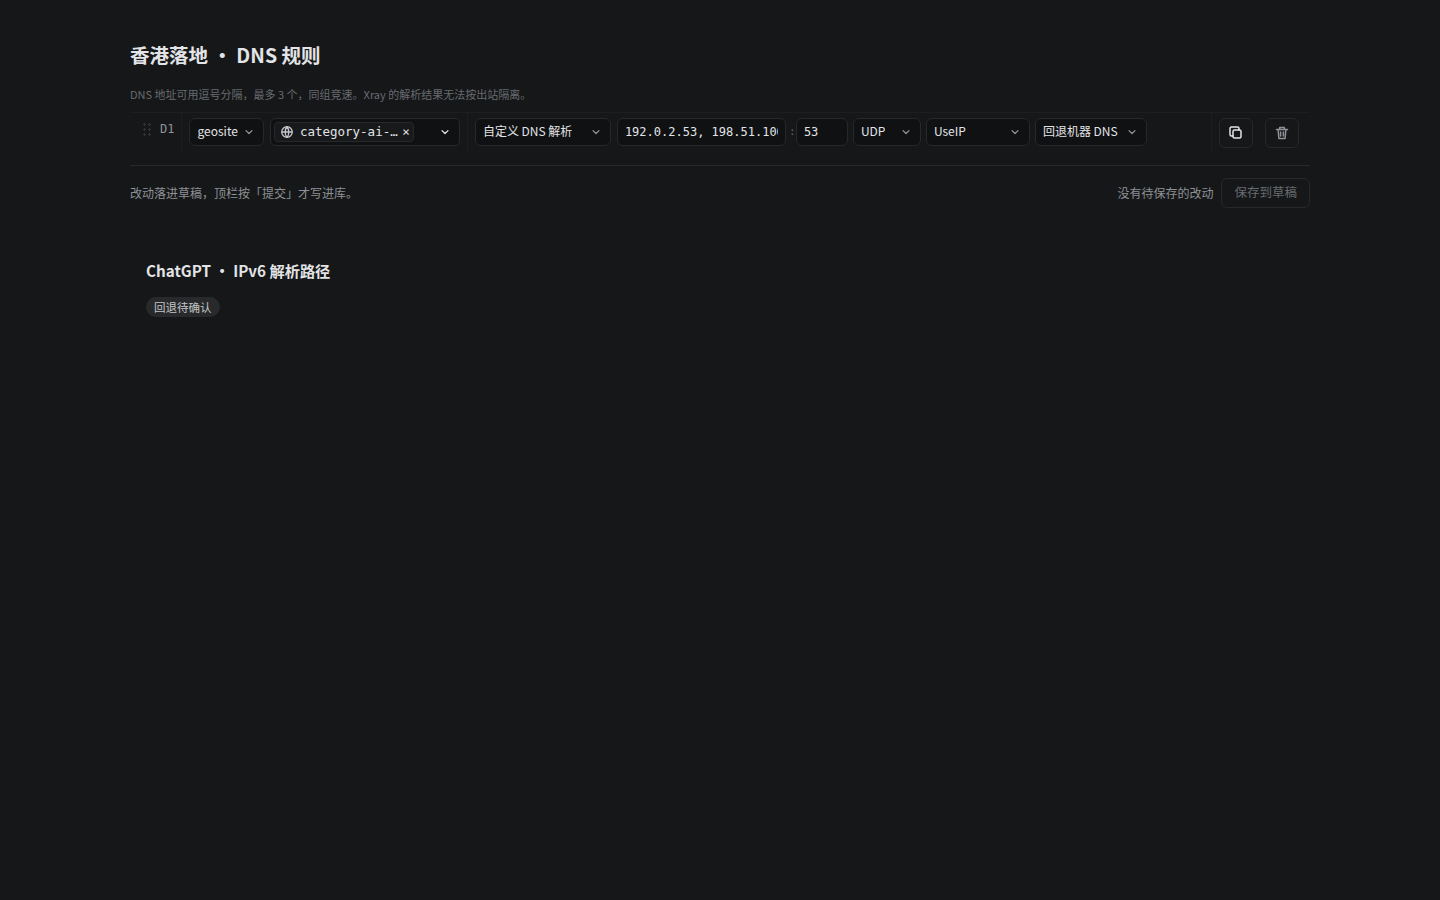 香港落地 • DNS 规则
DNS 地址可用逗号分隔，最多 3 个，同组竞速。Xray 的解析结果无法按出站隔离。
D1 geosite category-ai-… × 自定义 DNS 解析 192.0.2.53, 198.51.10 : 53 UDP UseIP 回退机器 DNS
改动落进草稿，顶栏按「提交」才写进库。 没有待保存的改动 保存到草稿
ChatGPT • IPv6 解析路径
回退待确认